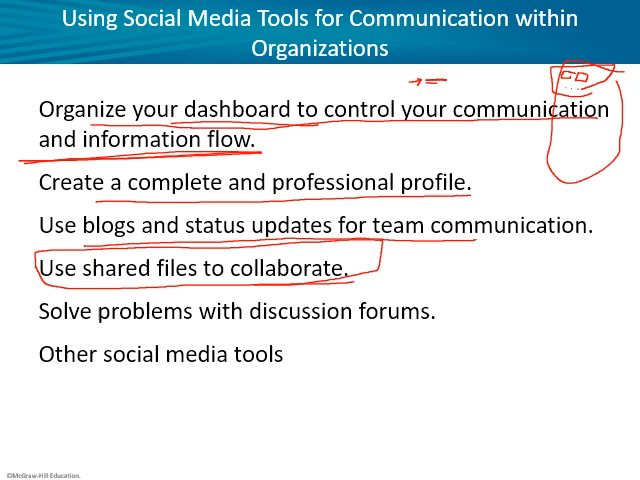 Using Social Media Tools for Communication within
Organizations
Organize your dashboard to control your communication
and information flow.
Create a complete and professional profile.
Use blogs and status updates for team communication.
Use shared files to collaborate.
Solve problems with discussion forums.
Other social media tools
©McGraw-Hill Education.